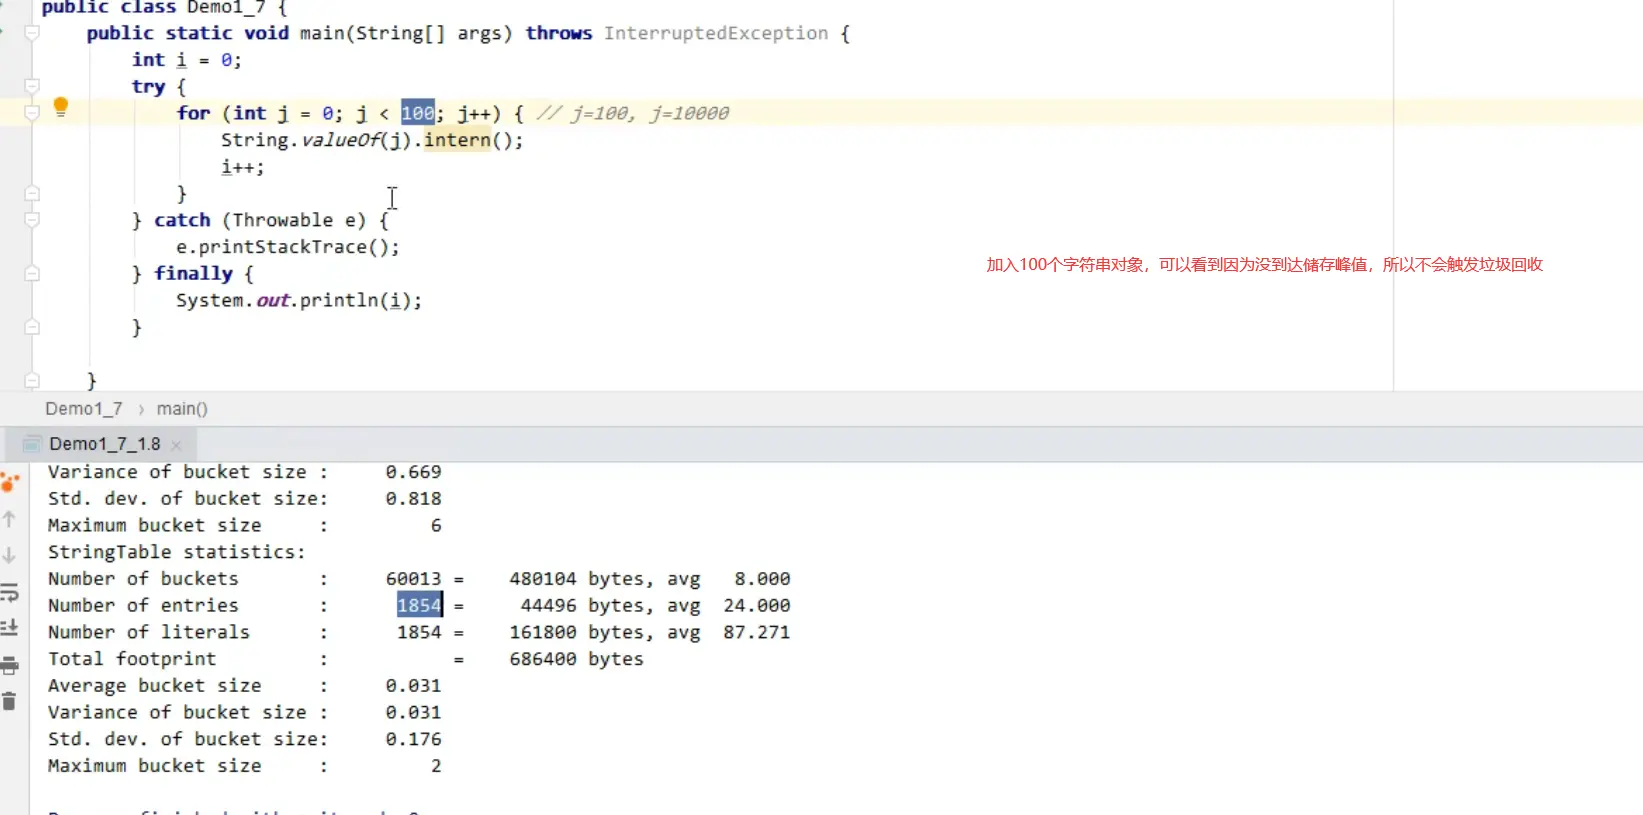 public class Demo1_7 {
public static void main(String[] args) throws InterruptedException {
int i = 0;
try {
for (int j = 0; j < 100; j++) { // j=100, j=10000
String.valueOf(j).intern();
i++;
}
} catch (Throwable e) {
e.printStackTrace();
加入100个字符串对象，可以看到因为没到达储存峰值，所以不会触发垃圾回收
} finally {
System.out.println(i);
}
}
Demo1_7 › main()
Demo1_7_1.8 ×
Variance of bucket size : 0.669
Std. dev. of bucket size: 0.818
Maximum bucket size : 6
StringTable statistics:
Number of buckets : 60013 = 480104 bytes, avg 8.000
Number of entries : 1854 = 44496 bytes, avg 24.000
Number of literals : 1854 = 161800 bytes, avg 87.271
Total footprint : = 686400 bytes
Average bucket size : 0.031
Variance of bucket size : 0.031
Std. dev. of bucket size: 0.176
Maximum bucket size : 2